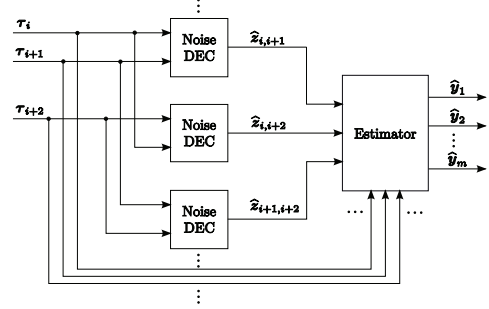 τ_i
Noise DEC
ẑ_{i,i+1}
τ_{i+1}
ŷ_1
τ_{i+2}
Noise DEC
ẑ_{i,i+2}
Estimator
ŷ_2
ŷ_m
Noise DEC
ẑ_{i+1,i+2}